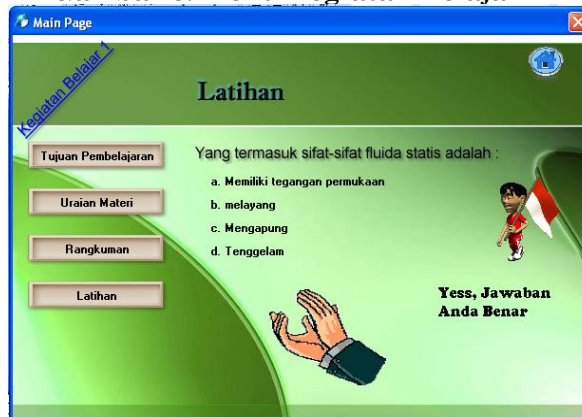 Main Page
Kegiatan Belajar 1
Latihan
Tujuan Pembelajaran
Uraian Materi
Rangkuman
Latihan
Yang termasuk sifat-sifat fluida statis adalah :
a. Memiliki tegangan permukaan
b. melayang
c. Mengapung
d. Tenggelam
Yess, Jawaban
Anda Benar